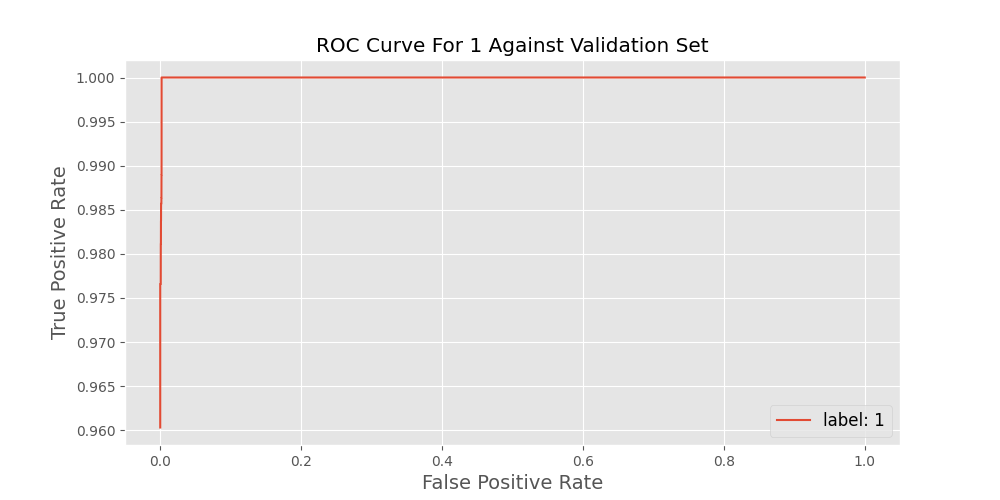 ROC Curve For 1 Against Validation Set
True Positive Rate
1.000
0.995
0.990
0.985
0.980
0.975
0.970
0.965
0.960
label: 1
0.0 0.2 0.4 0.6 0.8 1.0
False Positive Rate